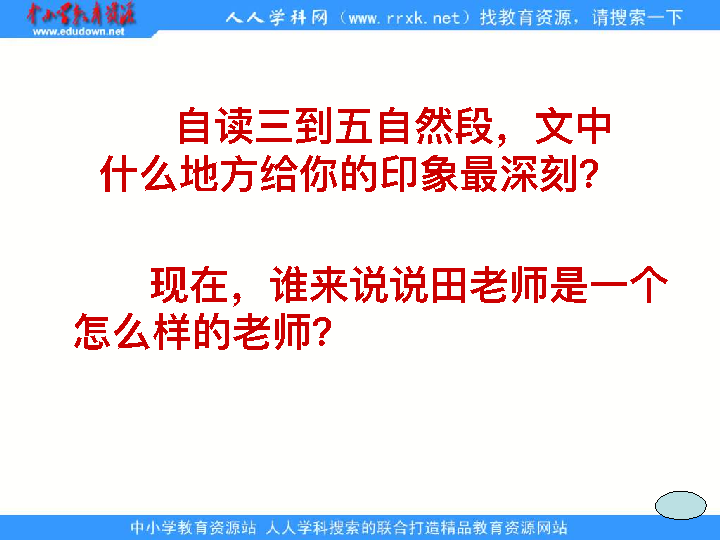 中小学教育资源
www.edudown.net
人人学科网（www.rrxk.net）找教育资源，请搜索一下
自读三到五自然段，文中
什么地方给你的印象最深刻？
现在，谁来说说田老师是一个
怎么样的老师？
中小学教育资源站 人人学科搜索的联合打造精品教育资源网站